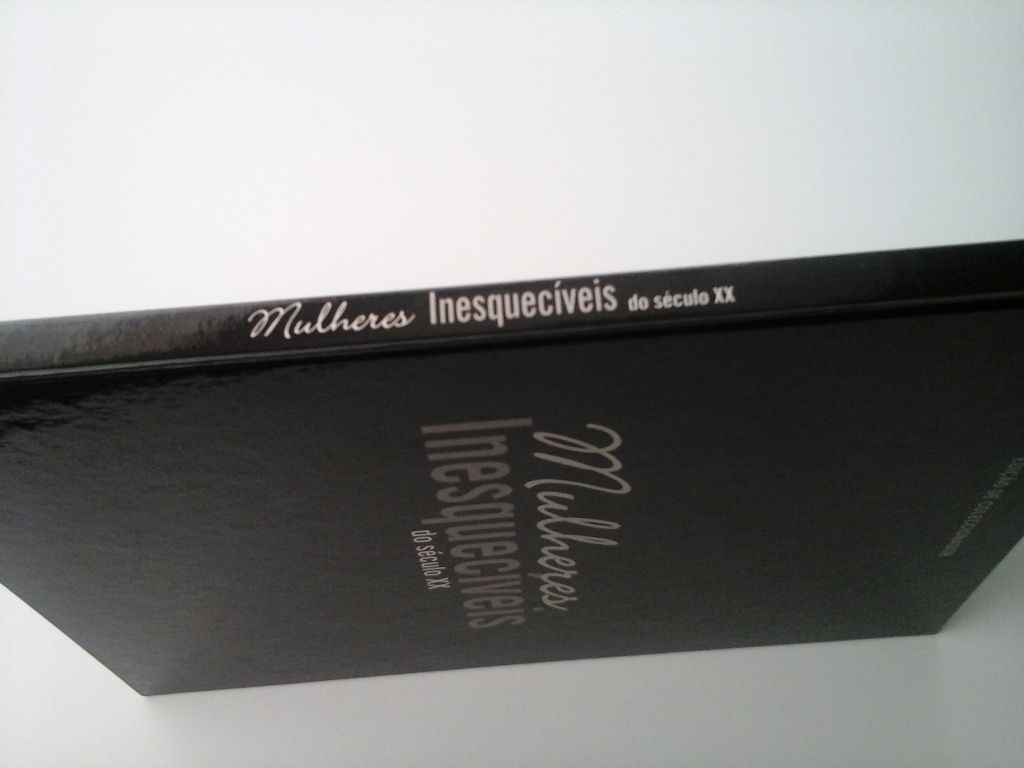 Mulheres Inesquecíveis do século XX
Mulheres
Inesquecíveis
do século XX